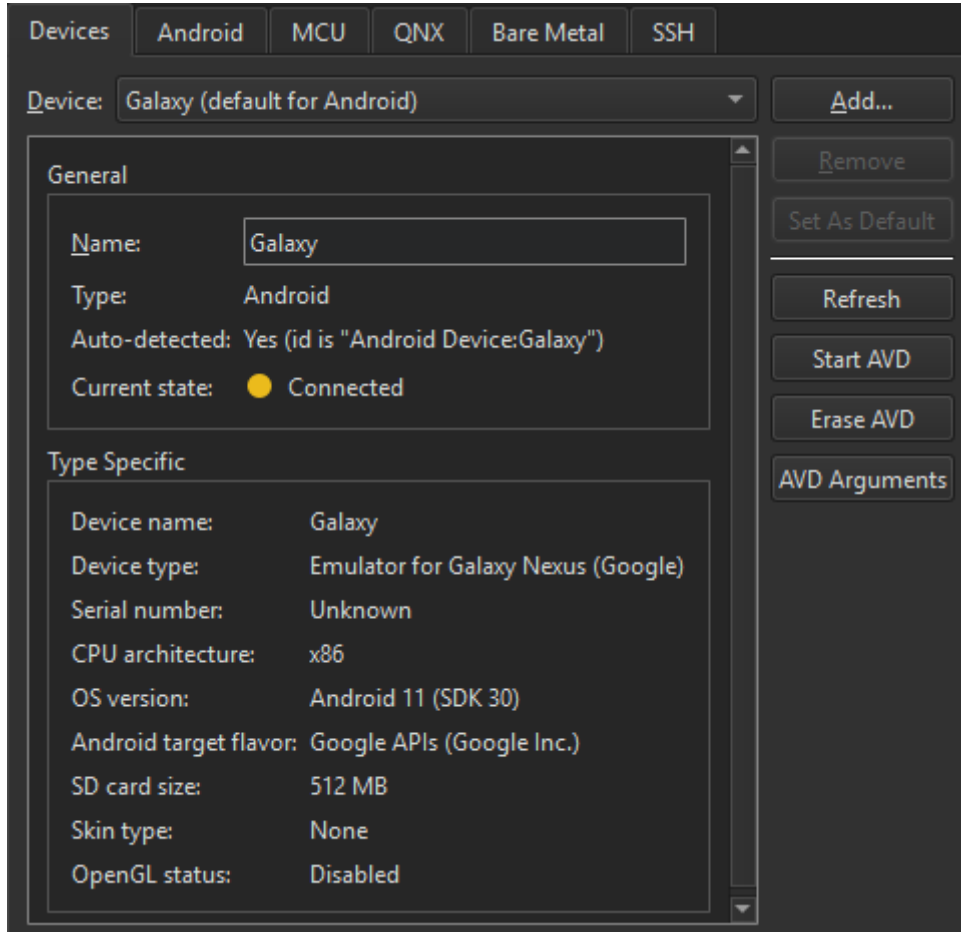 Devices Android MCU QNX Bare Metal SSH
Device: Galaxy (default for Android) Add...
Remove
General
Set As Default
Name: Galaxy
Type: Android
Refresh
Auto-detected: Yes (id is "Android Device:Galaxy")
Start AVD
Current state: Connected
Erase AVD
Type Specific
AVD Arguments
Device name: Galaxy
Device type: Emulator for Galaxy Nexus (Google)
Serial number: Unknown
CPU architecture: x86
OS version: Android 11 (SDK 30)
Android target flavor: Google APIs (Google Inc.)
SD card size: 512 MB
Skin type: None
OpenGL status: Disabled